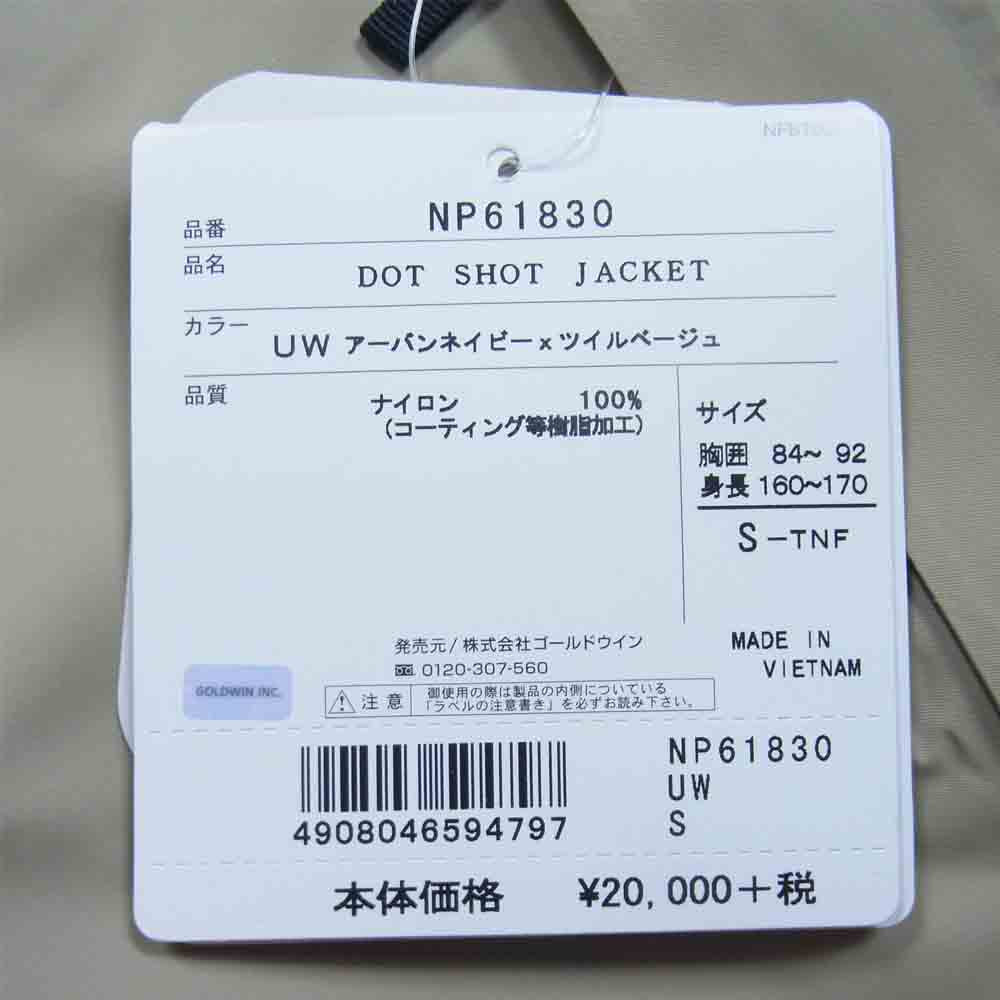 品番 NP61830
品名 DOT SHOT JACKET
カラー UW アーバンネイビーxツイルベージュ
品質 ナイロン 100%
(コーティング等樹脂加工)
サイズ
胸囲 84~ 92
身長 160~170
S-TNF
発売元/株式会社ゴールドウイン
0120-307-560
MADE IN
VIETNAM
GOLDWIN INC.
注意 御使用の際は製品の内側についている
「ラベルの注意書き」を必ずお読み下さい。
4908046594797
NP61830
UW
S
本体価格 ¥20,000+税